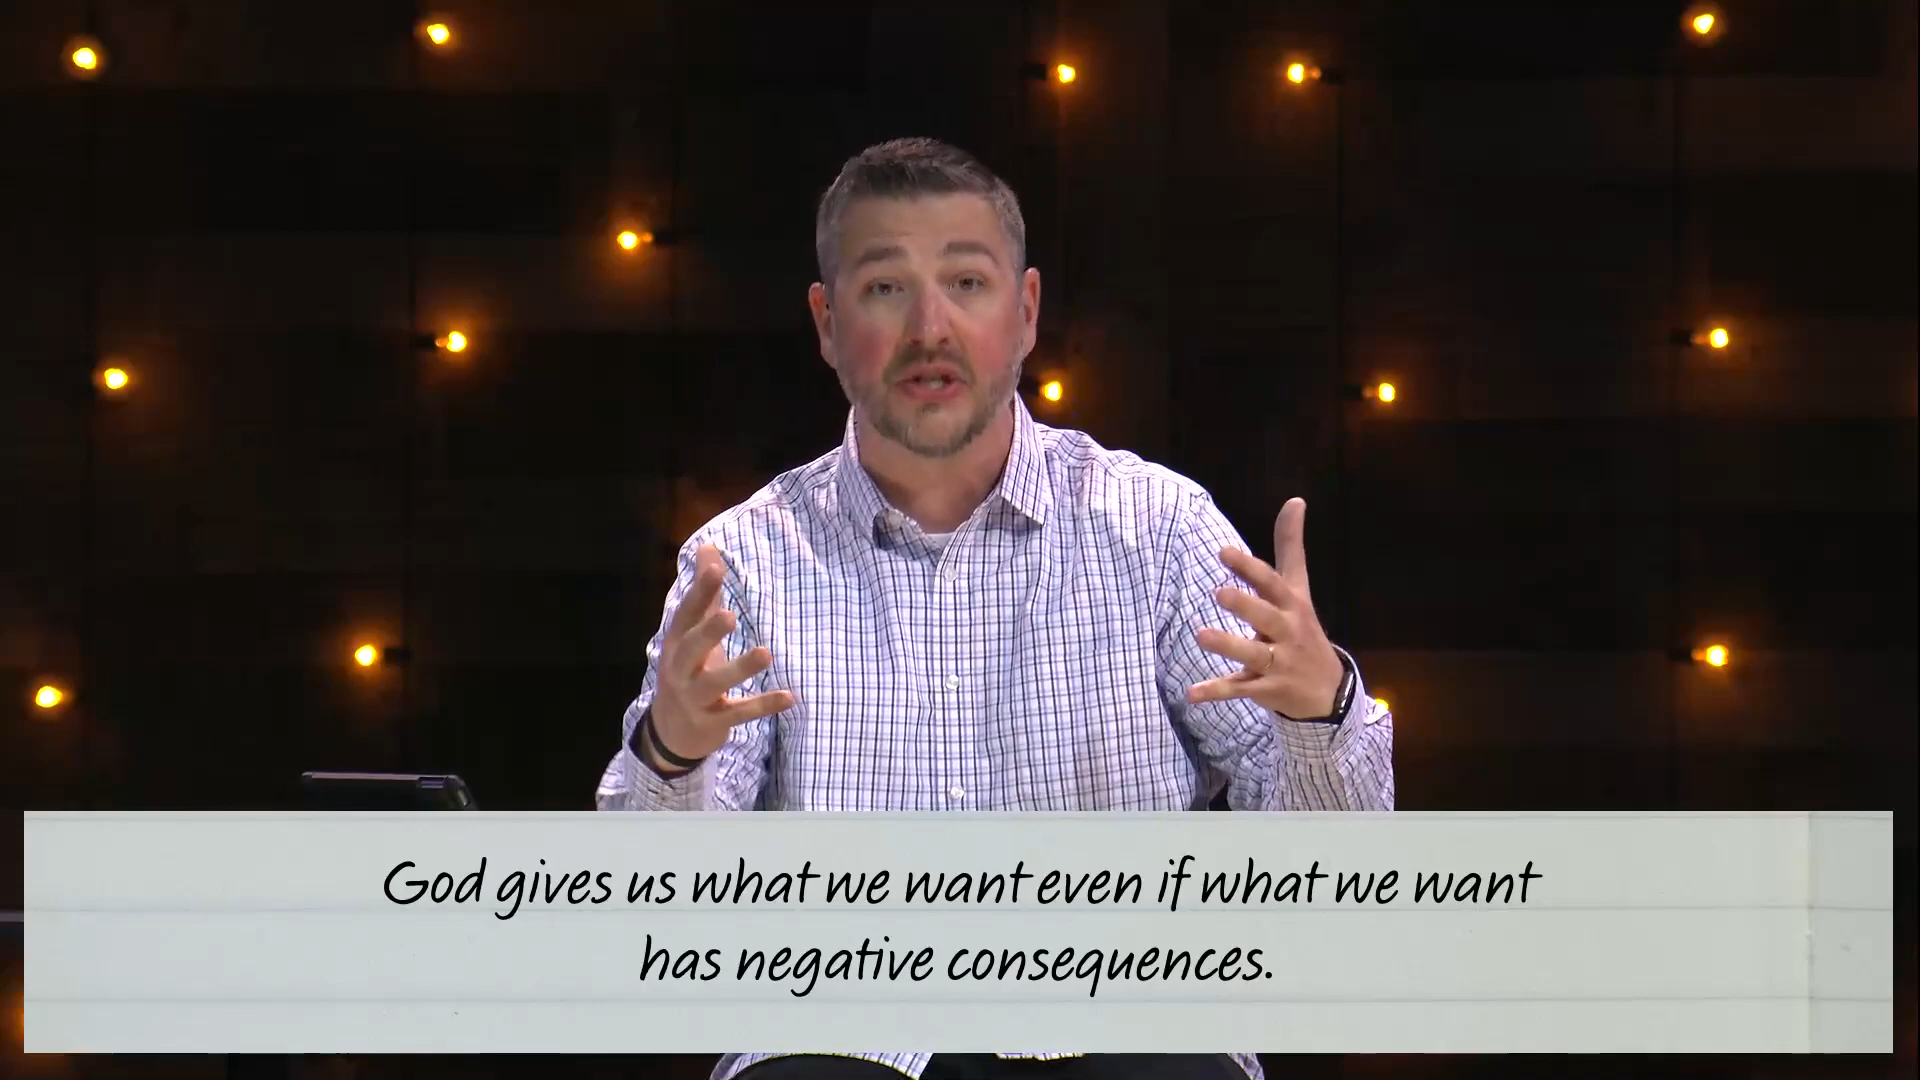 God gives us what we want even if what we want
has negative consequences.